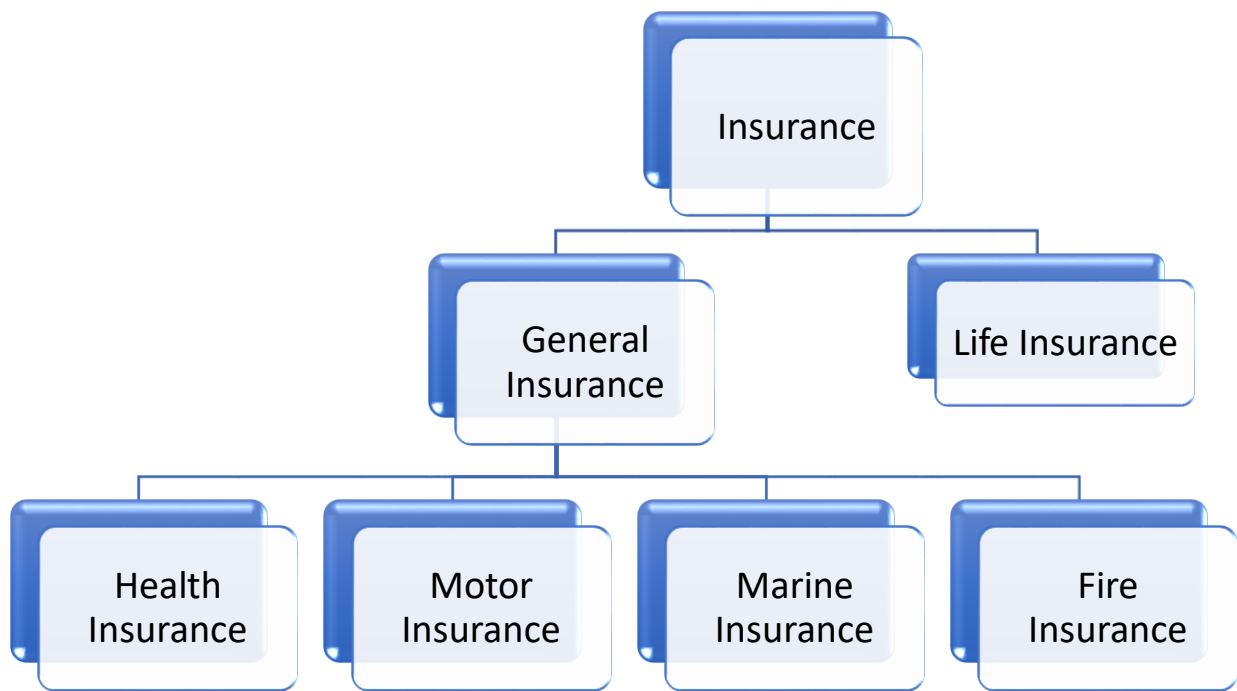 Insurance
General
Insurance
Life Insurance
Health
Insurance
Motor
Insurance
Marine
Insurance
Fire
Insurance